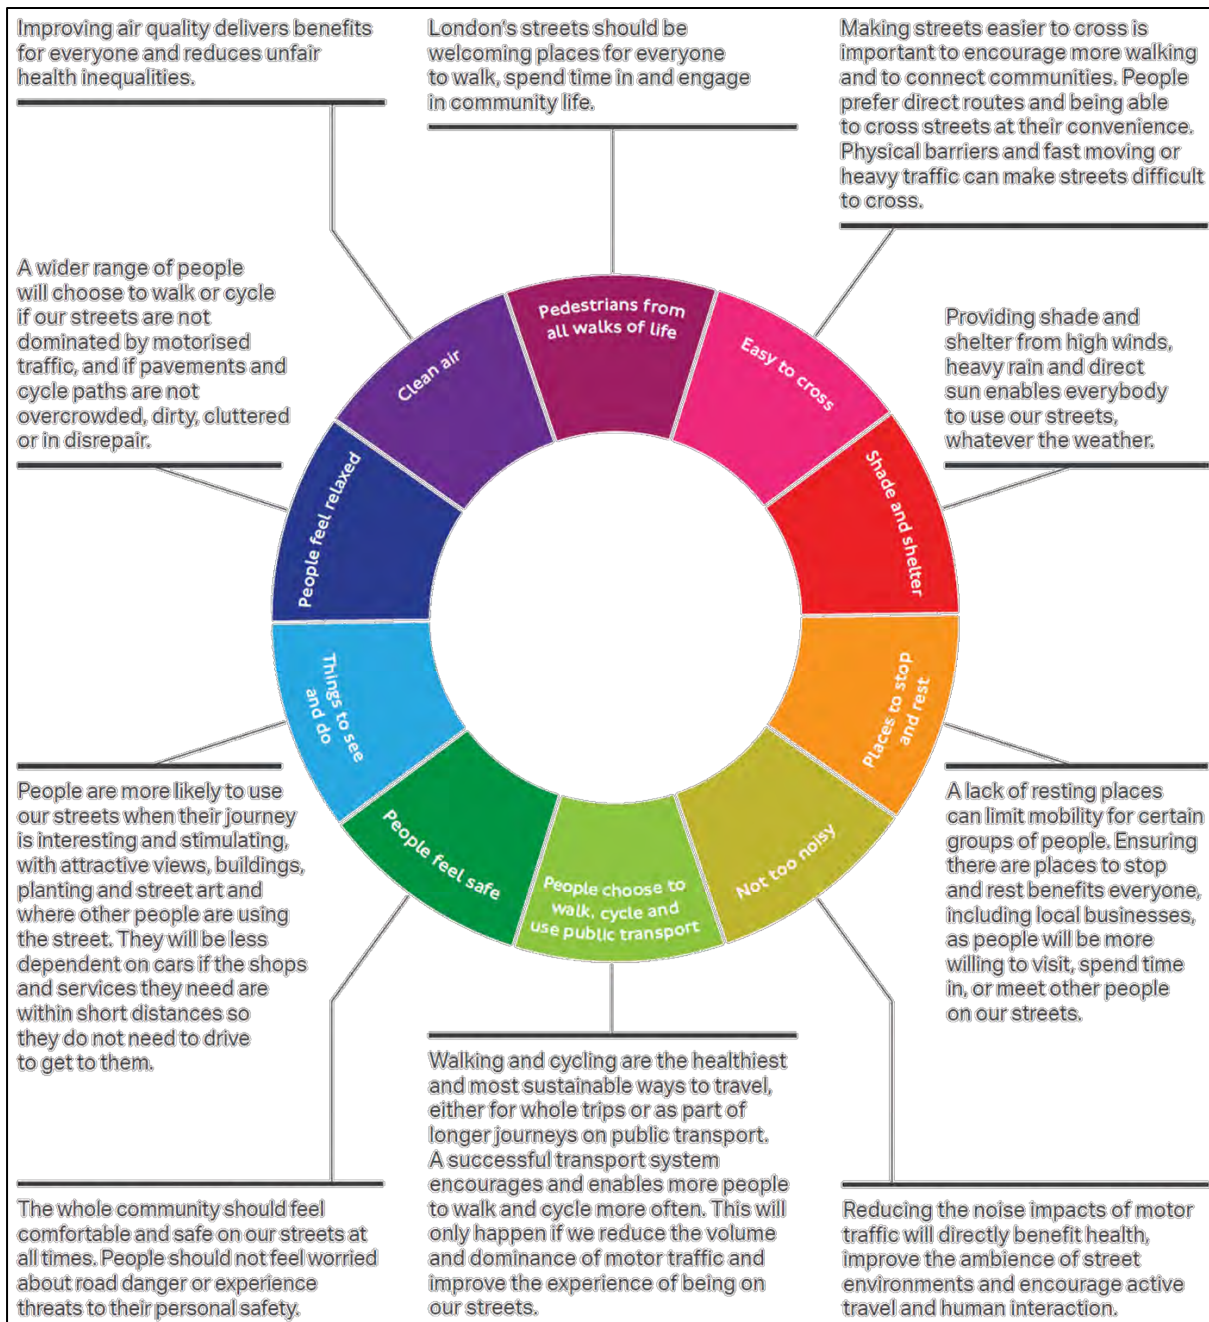 Improving air quality delivers benefits
for everyone and reduces unfair
health inequalities.
London's streets should be
welcoming places for everyone
to walk, spend time in and engage
in community life.
Making streets easier to cross is
important to encourage more walking
and to connect communities. People
prefer direct routes and being able
to cross streets at their convenience.
Physical barriers and fast moving or
heavy traffic can make streets difficult
to cross.
A wider range of people
will choose to walk or cycle
if our streets are not
dominated by motorised
traffic, and if pavements and
cycle paths are not
overcrowded, dirty, cluttered
or in disrepair.
Providing shade and
shelter from high winds,
heavy rain and direct
sun enables everybody
to use our streets,
whatever the weather.
Pedestrians from
all walks of life
Easy to cross
Shade and shelter
Places to stop
and rest
Not too noisy
People choose to
walk, cycle and
use public transport
People feel safe
Things to see
and do
People feel relaxed
Clean air
People are more likely to use
our streets when their journey
is interesting and stimulating,
with attractive views, buildings,
planting and street art and
where other people are using
the street. They will be less
dependent on cars if the shops
and services they need are
within short distances so
they do not need to drive
to get to them.
A lack of resting places
can limit mobility for certain
groups of people. Ensuring
there are places to stop
and rest benefits everyone,
including local businesses,
as people will be more
willing to visit, spend time
in, or meet other people
on our streets.
The whole community should feel
comfortable and safe on our streets at
all times. People should not feel worried
about road danger or experience
threats to their personal safety.
Walking and cycling are the healthiest
and most sustainable ways to travel,
either for whole trips or as part of
longer journeys on public transport.
A successful transport system
encourages and enables more people
to walk and cycle more often. This will
only happen if we reduce the volume
and dominance of motor traffic and
improve the experience of being on
our streets.
Reducing the noise impacts of motor
traffic will directly benefit health,
improve the ambience of street
environments and encourage active
travel and human interaction.